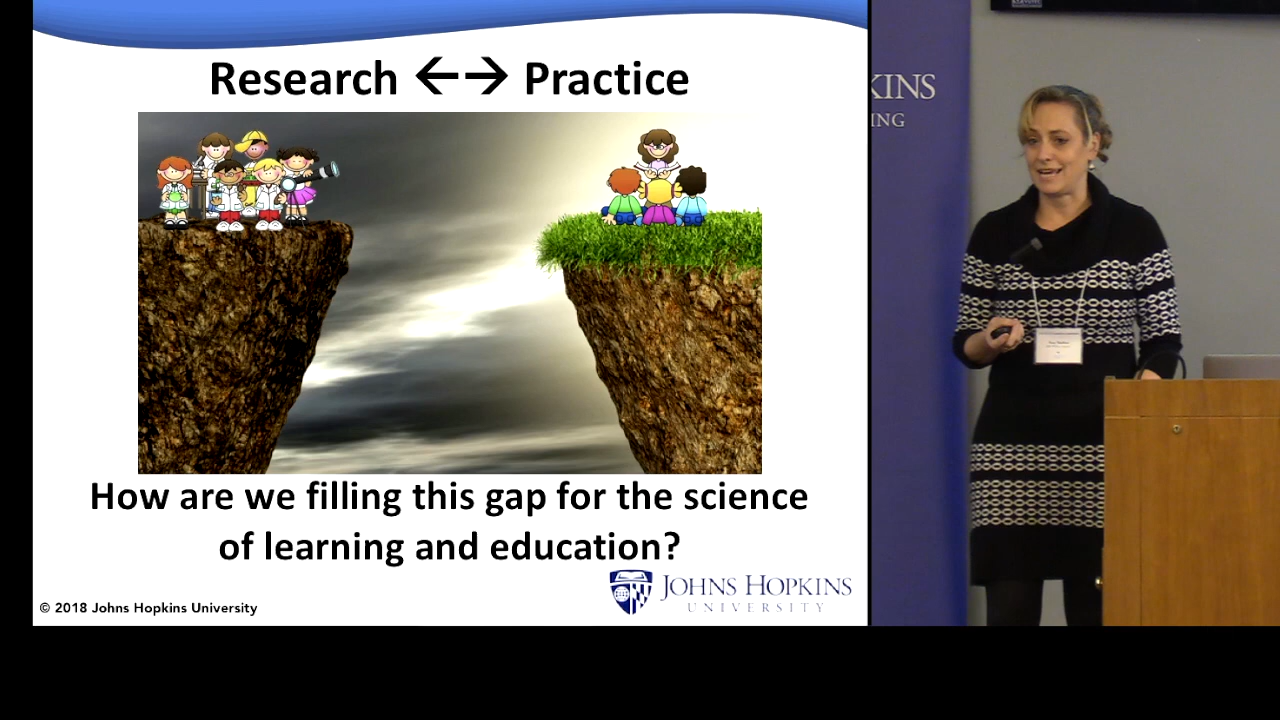 Research ←→ Practice
How are we filling this gap for the science
of learning and education?
© 2018 Johns Hopkins University
JOHNS HOPKINS
UNIVERSITY
KINS
ING